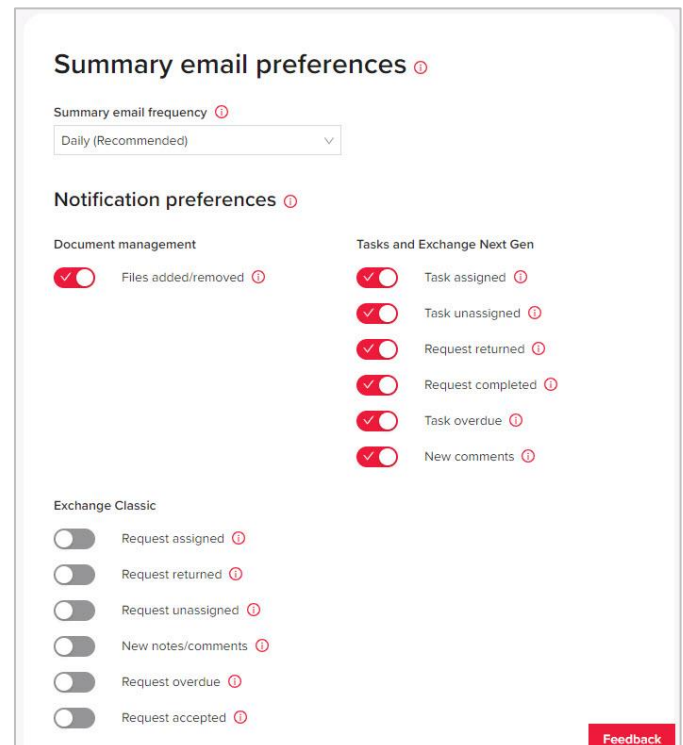 Summary email preferences
Summary email frequency
Daily (Recommended)
Notification preferences
Document management
Files added/removed
Tasks and Exchange Next Gen
Task assigned
Task unassigned
Request returned
Request completed
Task overdue
New comments
Exchange Classic
Request assigned
Request returned
Request unassigned
New notes/comments
Request overdue
Request accepted
Feedback